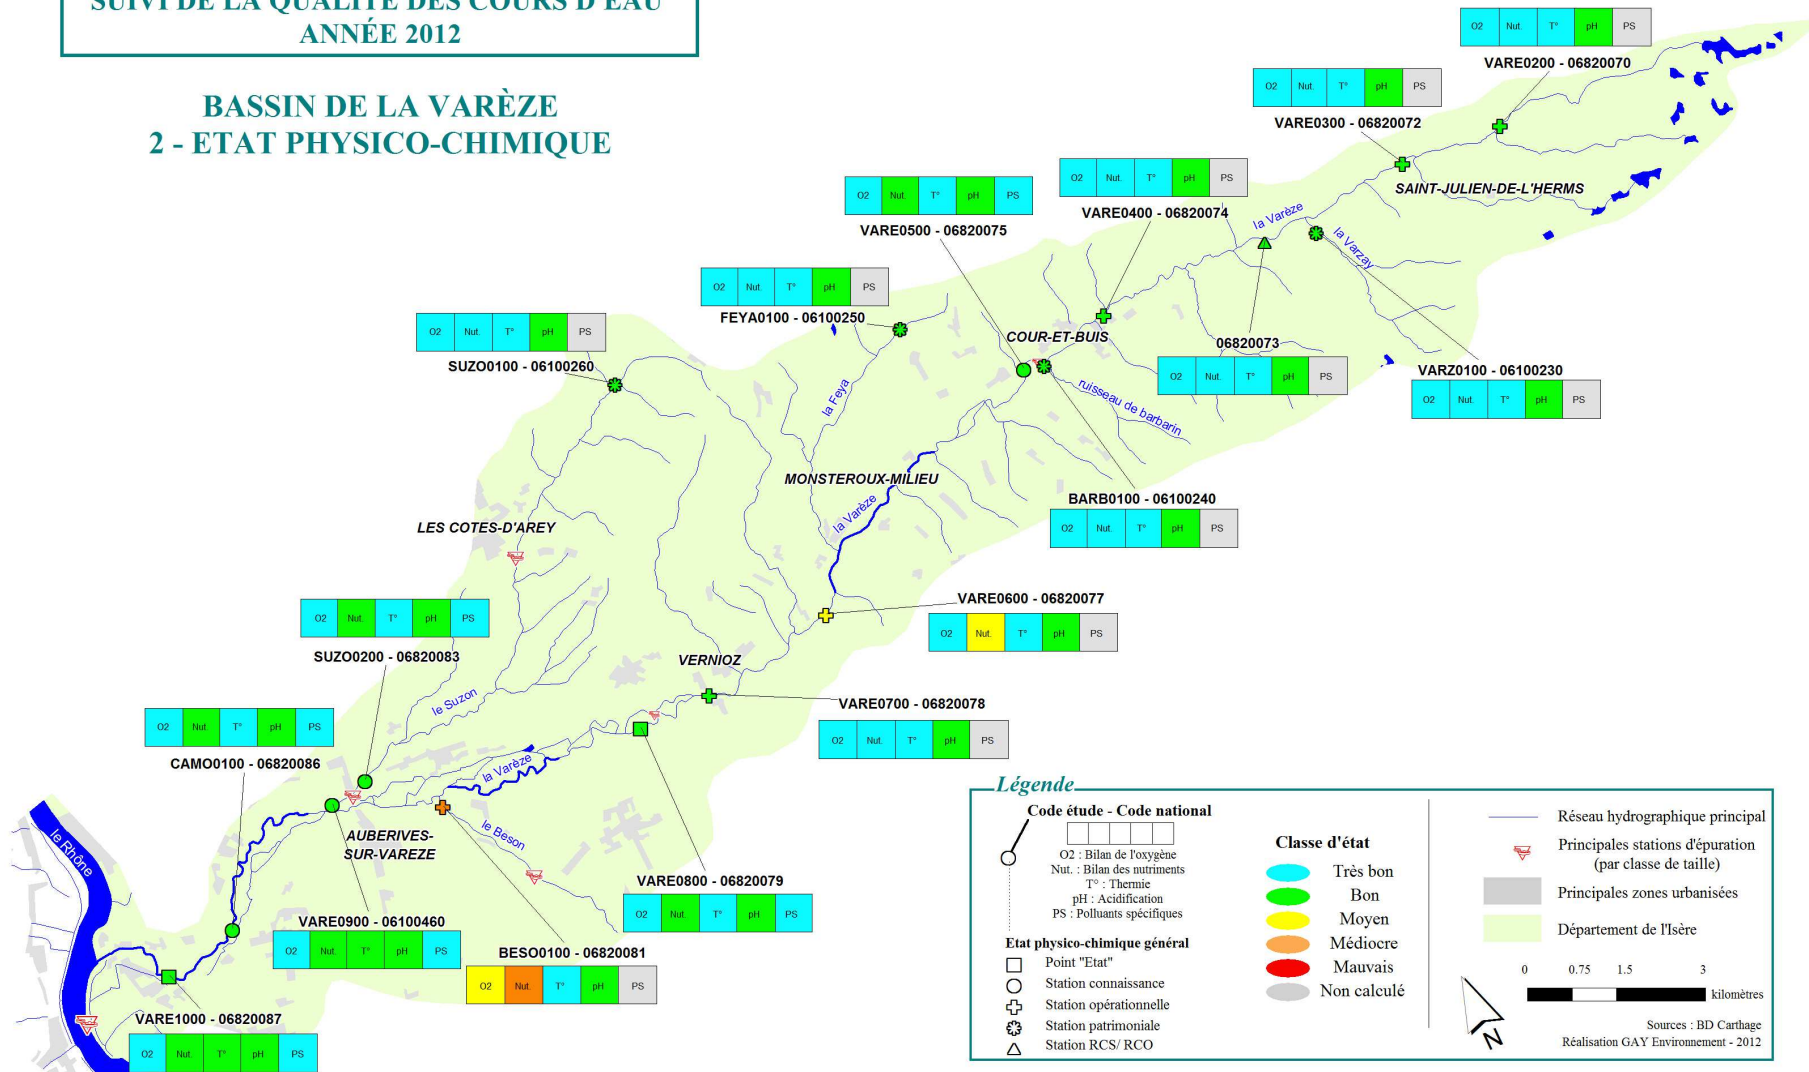 SUIVI DE LA QUALITÉ DES COURS D'EAU
ANNÉE 2012
BASSIN DE LA VARÈZE
2 - ETAT PHYSICO-CHIMIQUE
O2 Nut. T° pH PS
VARE0200 - 06820070
O2 Nut. T° pH PS
VARE0300 - 06820072
SAINT-JULIEN-DE-L'HERMS
O2 Nut. T° pH PS
VARE0400 - 06820074
O2 Nut. T° pH PS
VARE0500 - 06820075
la Varèze
la Varzay
O2 Nut. T° pH PS
FEYA0100 - 06100250
O2 Nut. T° pH PS
SUZO0100 - 06100260
COUR-ET-BUIS
06820073
O2 Nut. T° pH PS
VARZ0100 - 06100230
O2 Nut. T° pH PS
la Feya
ruisseau de barbarin
MONSTEROUX-MILIEU
la Varèze
BARB0100 - 06100240
O2 Nut. T° pH PS
LES COTES-D'AREY
VARE0600 - 06820077
O2 Nut. T° pH PS
O2 Nut. T° pH PS
SUZO0200 - 06820083
VERNIOZ
le Suzon
VARE0700 - 06820078
O2 Nut. T° pH PS
O2 Nut. T° pH PS
CAMO0100 - 06820086
la Varèze
le Rhône
AUBERIVES-
SUR-VAREZE
le Beson
VARE0800 - 06820079
O2 Nut. T° pH PS
VARE0900 - 06100460
O2 Nut. T° pH PS
BESO0100 - 06820081
O2 Nut. T° pH PS
VARE1000 - 06820087
O2 Nut. T° pH PS
Légende
Code étude - Code national
O2 : Bilan de l'oxygène
Nut. : Bilan des nutriments
T° : Thermie
pH : Acidification
PS : Polluants spécifiques
Etat physico-chimique général
Point "Etat"
Station connaissance
Station opérationnelle
Station patrimoniale
Station RCS/ RCO
Classe d'état
Très bon
Bon
Moyen
Médiocre
Mauvais
Non calculé
Réseau hydrographique principal
Principales stations d'épuration
(par classe de taille)
Principales zones urbanisées
Département de l'Isère
0 0.75 1.5 3
kilomètres
N
Sources : BD Carthage
Réalisation GAY Environnement - 2012